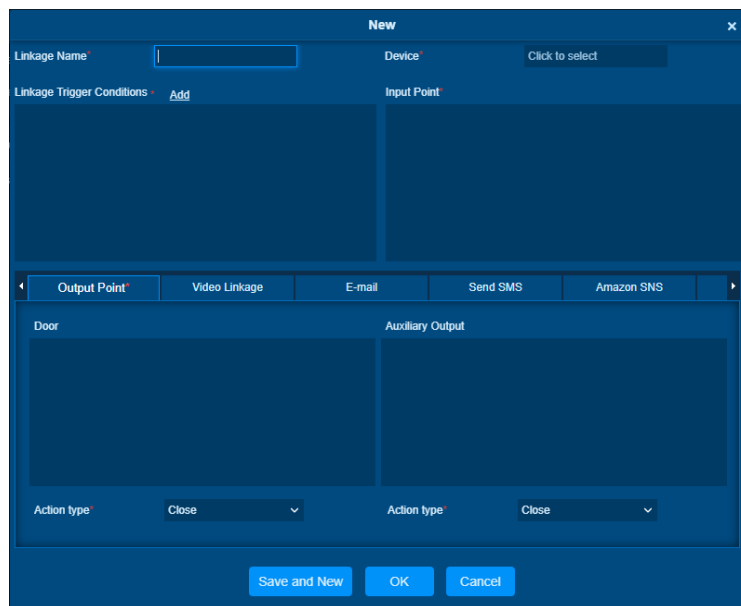 New ×
Linkage Name* Device* Click to select
Linkage Trigger Conditions * Add Input Point*
Output Point* Video Linkage E-mail Send SMS Amazon SNS
Door Auxiliary Output
Action type* Close Action type* Close
Save and New OK Cancel